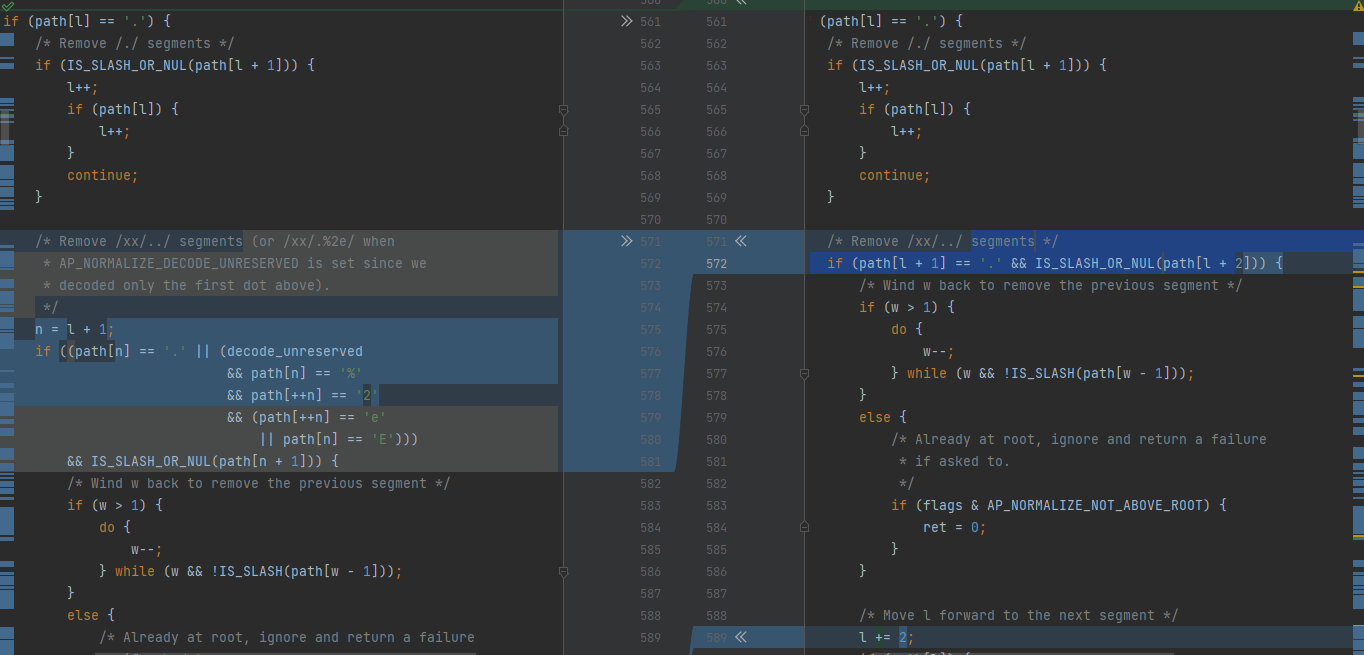 if (path[l] == '.') {
/* Remove /./ segments */
if (IS_SLASH_OR_NUL(path[l + 1])) {
l++;
if (path[l]) {
l++;
}
continue;
}
/* Remove /xx/../ segments (or /xx/.%2e/ when
* AP_NORMALIZE_DECODE_UNRESERVED is set since we
* decoded only the first dot above).
*/
n = l + 1;
if ((path[n] == '.' || (decode_unreserved
&& path[n] == '%'
&& path[++n] == '2'
&& (path[++n] == 'e'
|| path[n] == 'E')))
&& IS_SLASH_OR_NUL(path[n + 1])) {
/* Wind w back to remove the previous segment */
if (w > 1) {
do {
w--;
} while (w && !IS_SLASH(path[w - 1]));
}
else {
/* Already at root, ignore and return a failure
561 561
562 562
563 563
564 564
565 565
566 566
567 567
568 568
569 569
570 570
571 571
572 572
573 573
574 574
575 575
576 576
577 577
578 578
579 579
580 580
581 581
582 582
583 583
584 584
585 585
586 586
587 587
588 588
589 589
(path[l] == '.') {
/* Remove /./ segments */
if (IS_SLASH_OR_NUL(path[l + 1])) {
l++;
if (path[l]) {
l++;
}
continue;
}
/* Remove /xx/../ segments */
if (path[l + 1] == '.' && IS_SLASH_OR_NUL(path[l + 2])) {
/* Wind w back to remove the previous segment */
if (w > 1) {
do {
w--;
} while (w && !IS_SLASH(path[w - 1]));
}
else {
/* Already at root, ignore and return a failure
* if asked to.
*/
if (flags & AP_NORMALIZE_NOT_ABOVE_ROOT) {
ret = 0;
}
}
/* Move l forward to the next segment */
l += 2;